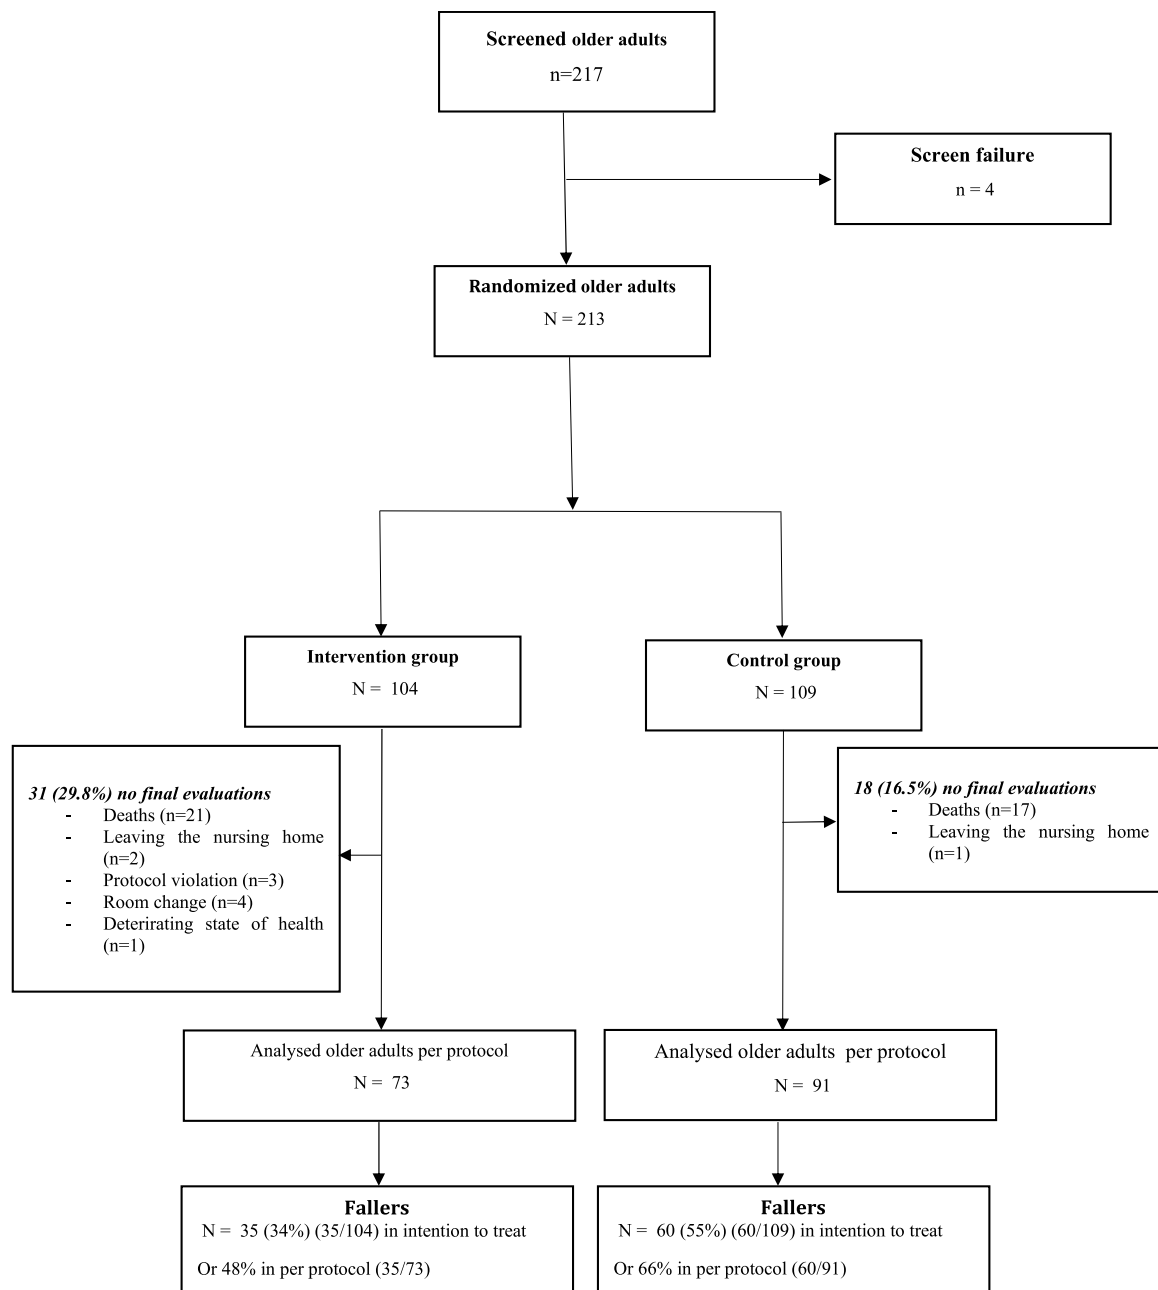 Screened older adults
n=217
Screen failure
n = 4
Randomized older adults
N = 213
Intervention group
N = 104
Control group
N = 109
31 (29.8%) no final evaluations
- Deaths (n=21)
- Leaving the nursing home
(n=2)
- Protocol violation (n=3)
- Room change (n=4)
- Deterirating state of health
(n=1)
18 (16.5%) no final evaluations
- Deaths (n=17)
- Leaving the nursing home
(n=1)
Analysed older adults per protocol
N = 73
Analysed older adults per protocol
N = 91
Fallers
N = 35 (34%) (35/104) in intention to treat
Or 48% in per protocol (35/73)
Fallers
N = 60 (55%) (60/109) in intention to treat
Or 66% in per protocol (60/91)